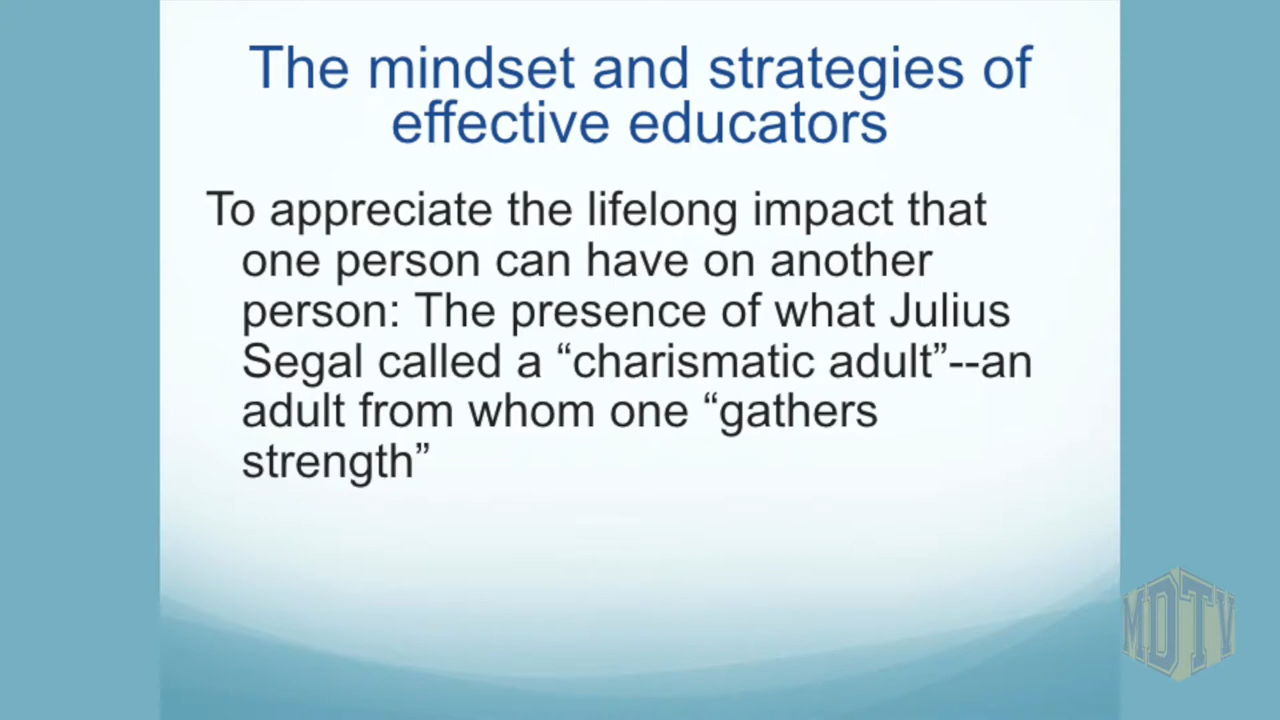 The mindset and strategies of
effective educators
To appreciate the lifelong impact that
one person can have on another
person: The presence of what Julius
Segal called a “charismatic adult”--an
adult from whom one “gathers
strength”
MDTV